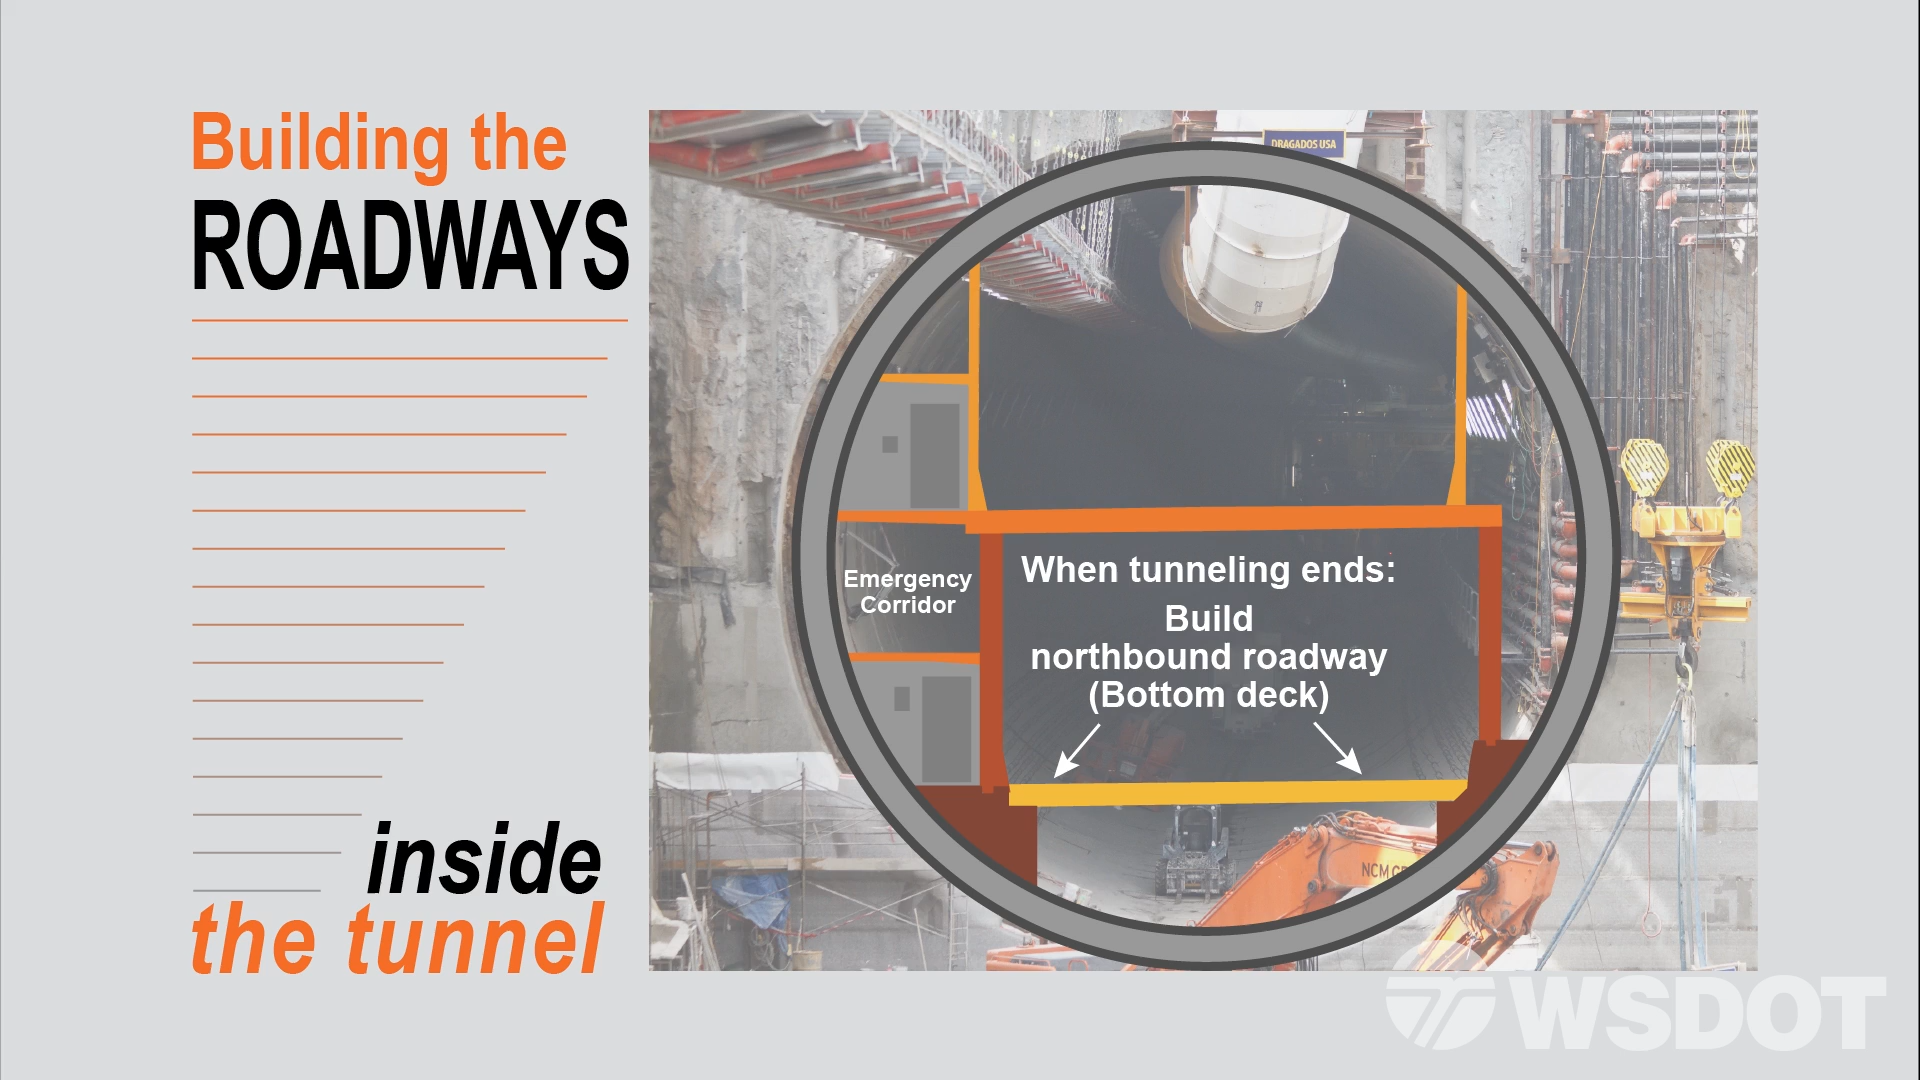 Building the
ROADWAYS
inside
the tunnel
DRAGADOS USA
Emergency
Corridor
When tunneling ends:
Build
northbound roadway
(Bottom deck)
WSDOT